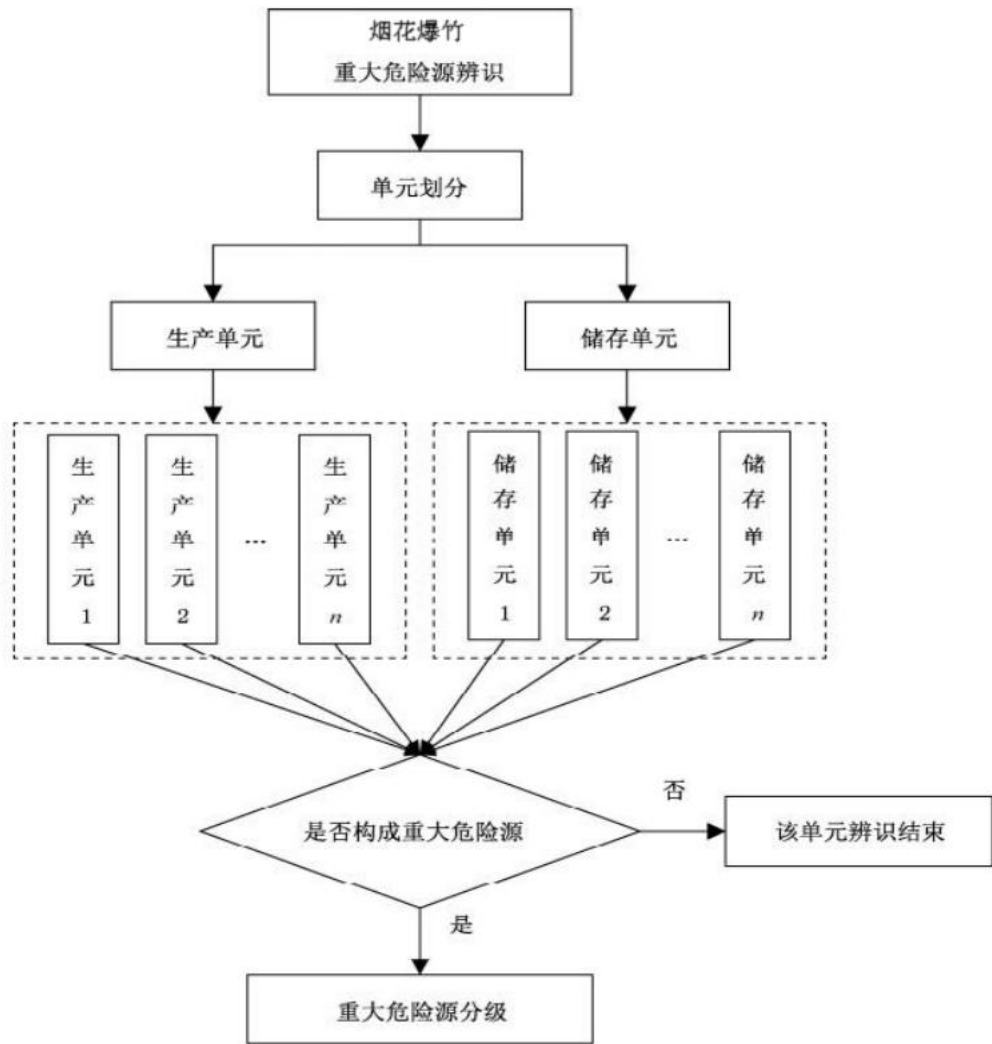 烟花爆竹
重大危险源辨识
单元划分
生产单元
储存单元
生产单元1
生产单元2
…
生产单元n
储存单元1
储存单元2
…
储存单元n
是否构成重大危险源
否
该单元辨识结束
是
重大危险源分级